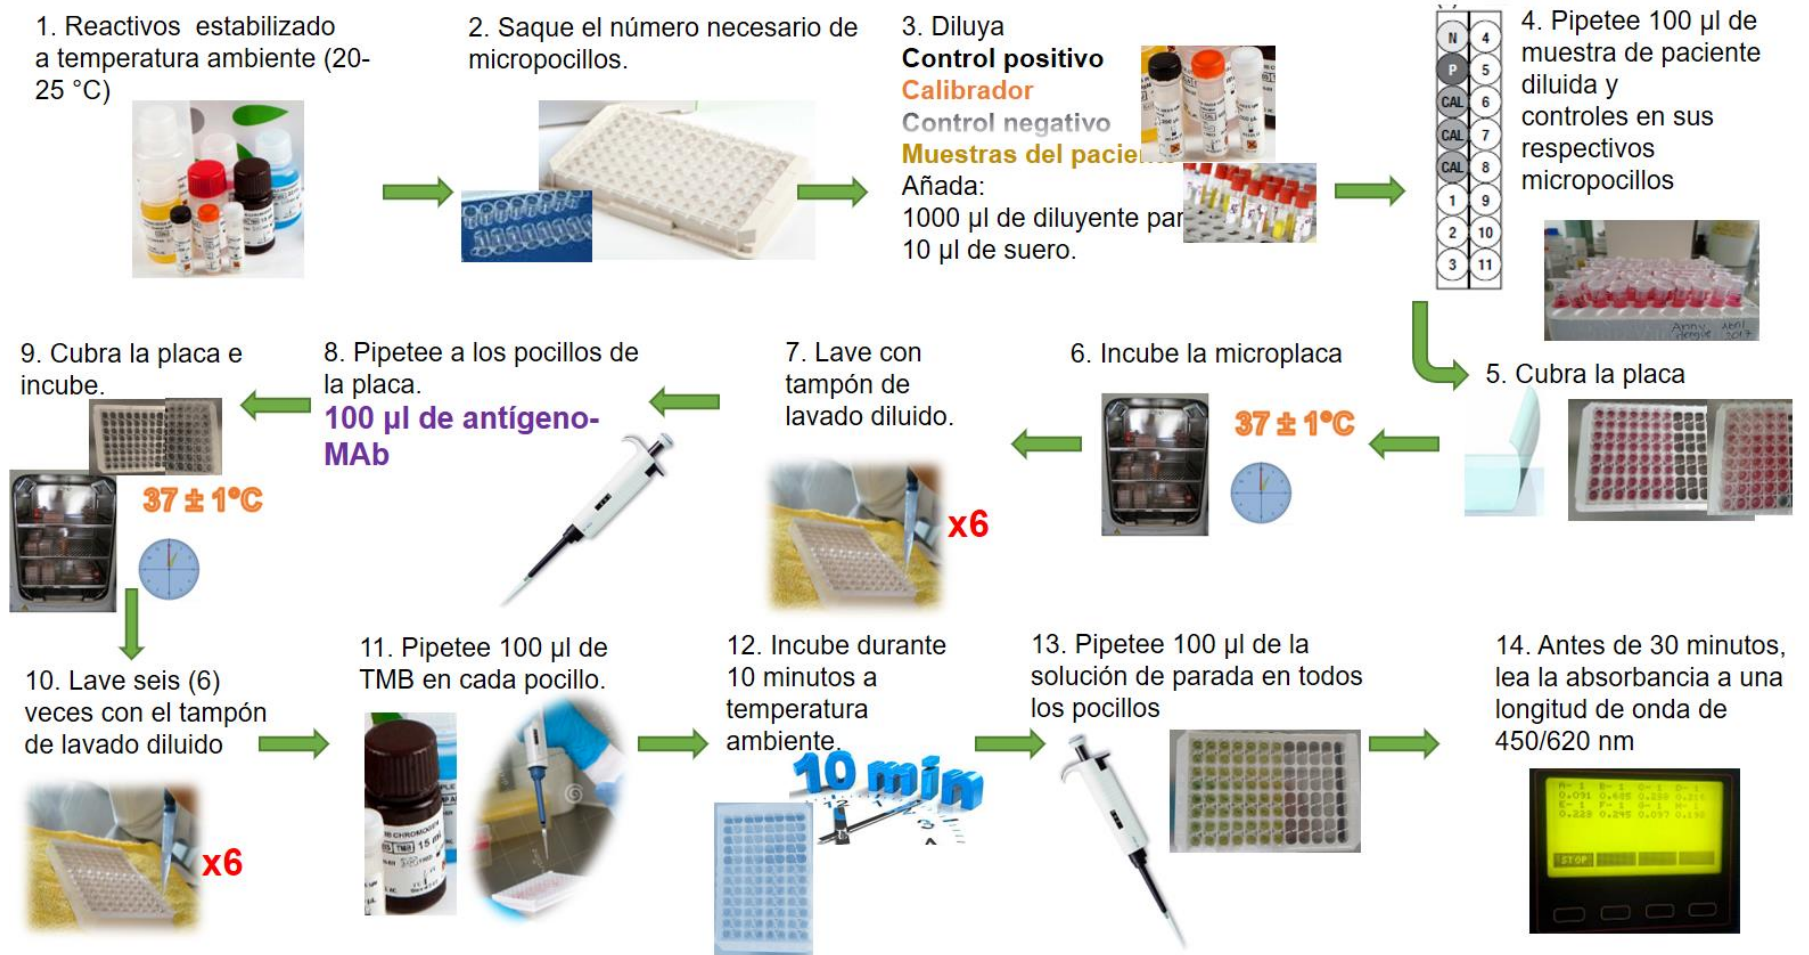 1. Reactivos estabilizado
a temperatura ambiente (20-
25 °C)
2. Saque el número necesario de
micropocillos.
3. Diluya
Control positivo
Calibrador
Control negativo
Muestras del
Añada:
1000 µl de diluyente
10 µl de suero.
N 4
P 5
CAL 6
CAL 7
CAL 8
1 9
2 10
3 11
4. Pipetee 100 µl de
muestra de paciente
diluida y
controles en sus
respectivos
micropocillos
5. Cubra la placa
6. Incube la microplaca
37 ± 1°C
7. Lave con
tampón de
lavado diluido.
x6
8. Pipetee a los pocillos de
la placa.
100 µl de antígeno-
MAb
9. Cubra la placa e
incube.
37 ± 1°C
10. Lave seis (6)
veces con el tampón
de lavado diluido
x6
11. Pipetee 100 µl de
TMB en cada pocillo.
CHROMOGEN
TMB 15 ml
12. Incube durante
10 minutos a
temperatura
ambiente.
10 min
13. Pipetee 100 µl de la
solución de parada en todos
los pocillos
14. Antes de 30 minutos,
lea la absorbancia a una
longitud de onda de
450/620 nm
STOP